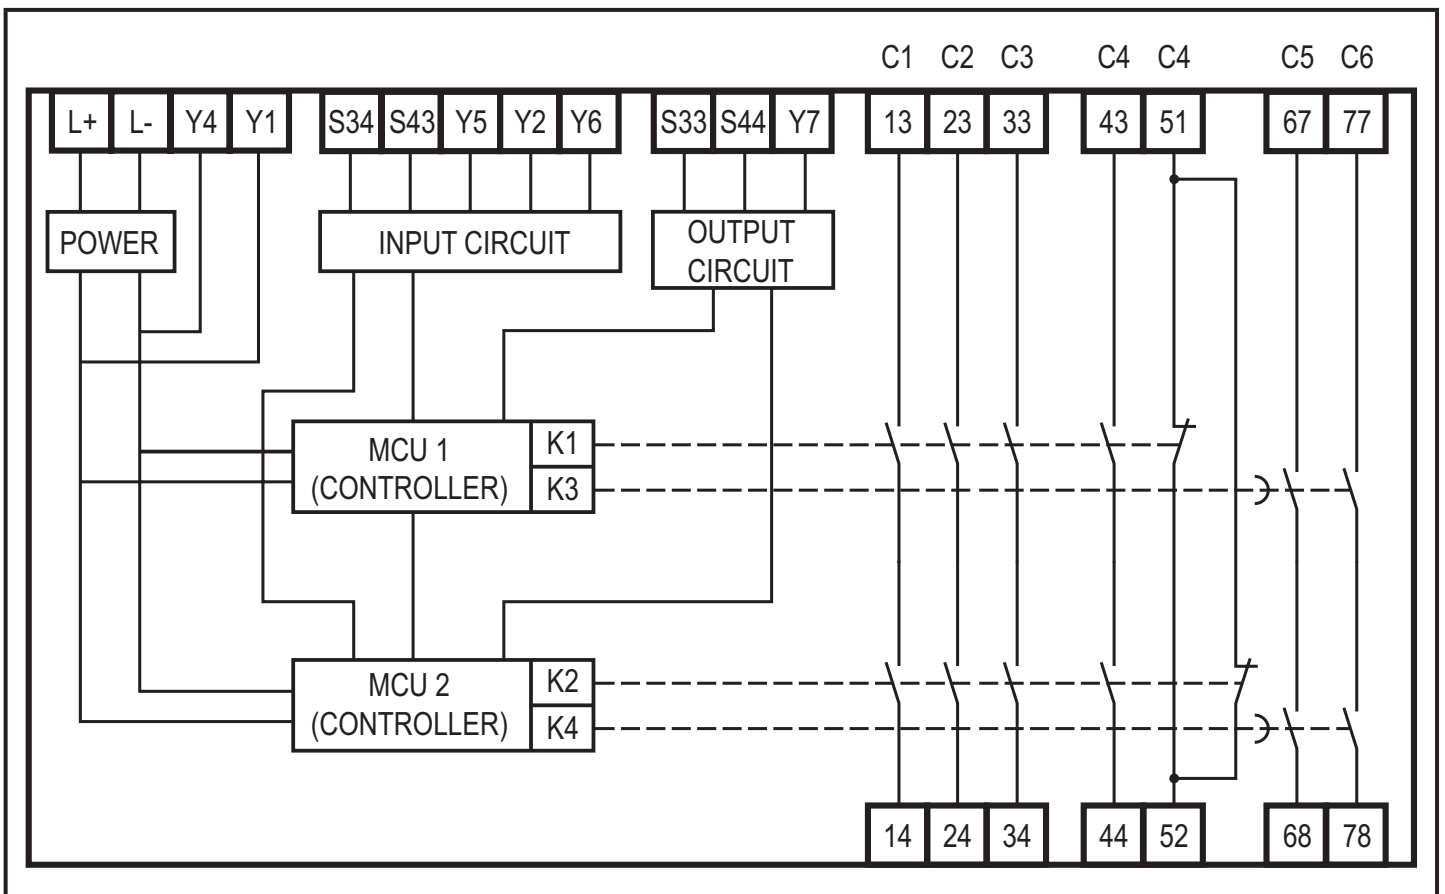 C1 C2 C3 C4 C4 C5 C6
L+ L- Y4 Y1 S34 S43 Y5 Y2 Y6 S33 S44 Y7 13 23 33 43 51 67 77
POWER
INPUT CIRCUIT
OUTPUT
CIRCUIT
MCU 1
(CONTROLLER)
K1
K3
MCU 2
(CONTROLLER)
K2
K4
14 24 34 44 52 68 78